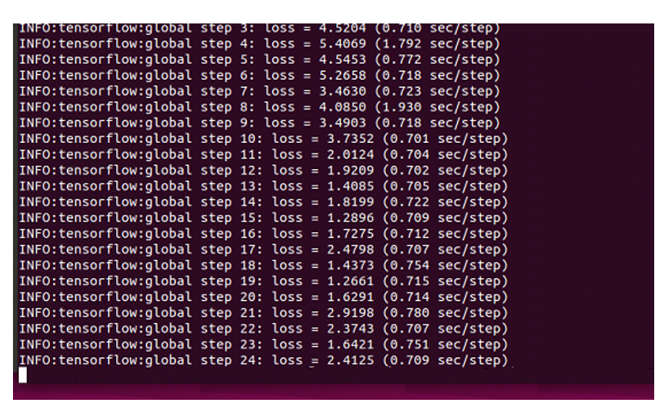 INFO:tensorflow:global step 3: loss = 4.5204 (0.710 sec/step)
INFO:tensorflow:global step 4: loss = 5.4069 (1.792 sec/step)
INFO:tensorflow:global step 5: loss = 4.5453 (0.772 sec/step)
INFO:tensorflow:global step 6: loss = 5.2658 (0.718 sec/step)
INFO:tensorflow:global step 7: loss = 3.4630 (0.723 sec/step)
INFO:tensorflow:global step 8: loss = 4.0850 (1.930 sec/step)
INFO:tensorflow:global step 9: loss = 3.4903 (0.718 sec/step)
INFO:tensorflow:global step 10: loss = 3.7352 (0.701 sec/step)
INFO:tensorflow:global step 11: loss = 2.0124 (0.704 sec/step)
INFO:tensorflow:global step 12: loss = 1.9209 (0.702 sec/step)
INFO:tensorflow:global step 13: loss = 1.4085 (0.705 sec/step)
INFO:tensorflow:global step 14: loss = 1.8199 (0.722 sec/step)
INFO:tensorflow:global step 15: loss = 1.2896 (0.709 sec/step)
INFO:tensorflow:global step 16: loss = 1.7275 (0.712 sec/step)
INFO:tensorflow:global step 17: loss = 2.4798 (0.707 sec/step)
INFO:tensorflow:global step 18: loss = 1.4373 (0.754 sec/step)
INFO:tensorflow:global step 19: loss = 1.2661 (0.715 sec/step)
INFO:tensorflow:global step 20: loss = 1.6291 (0.714 sec/step)
INFO:tensorflow:global step 21: loss = 2.9198 (0.780 sec/step)
INFO:tensorflow:global step 22: loss = 2.3743 (0.707 sec/step)
INFO:tensorflow:global step 23: loss = 1.6421 (0.751 sec/step)
INFO:tensorflow:global step 24: loss = 2.4125 (0.709 sec/step)